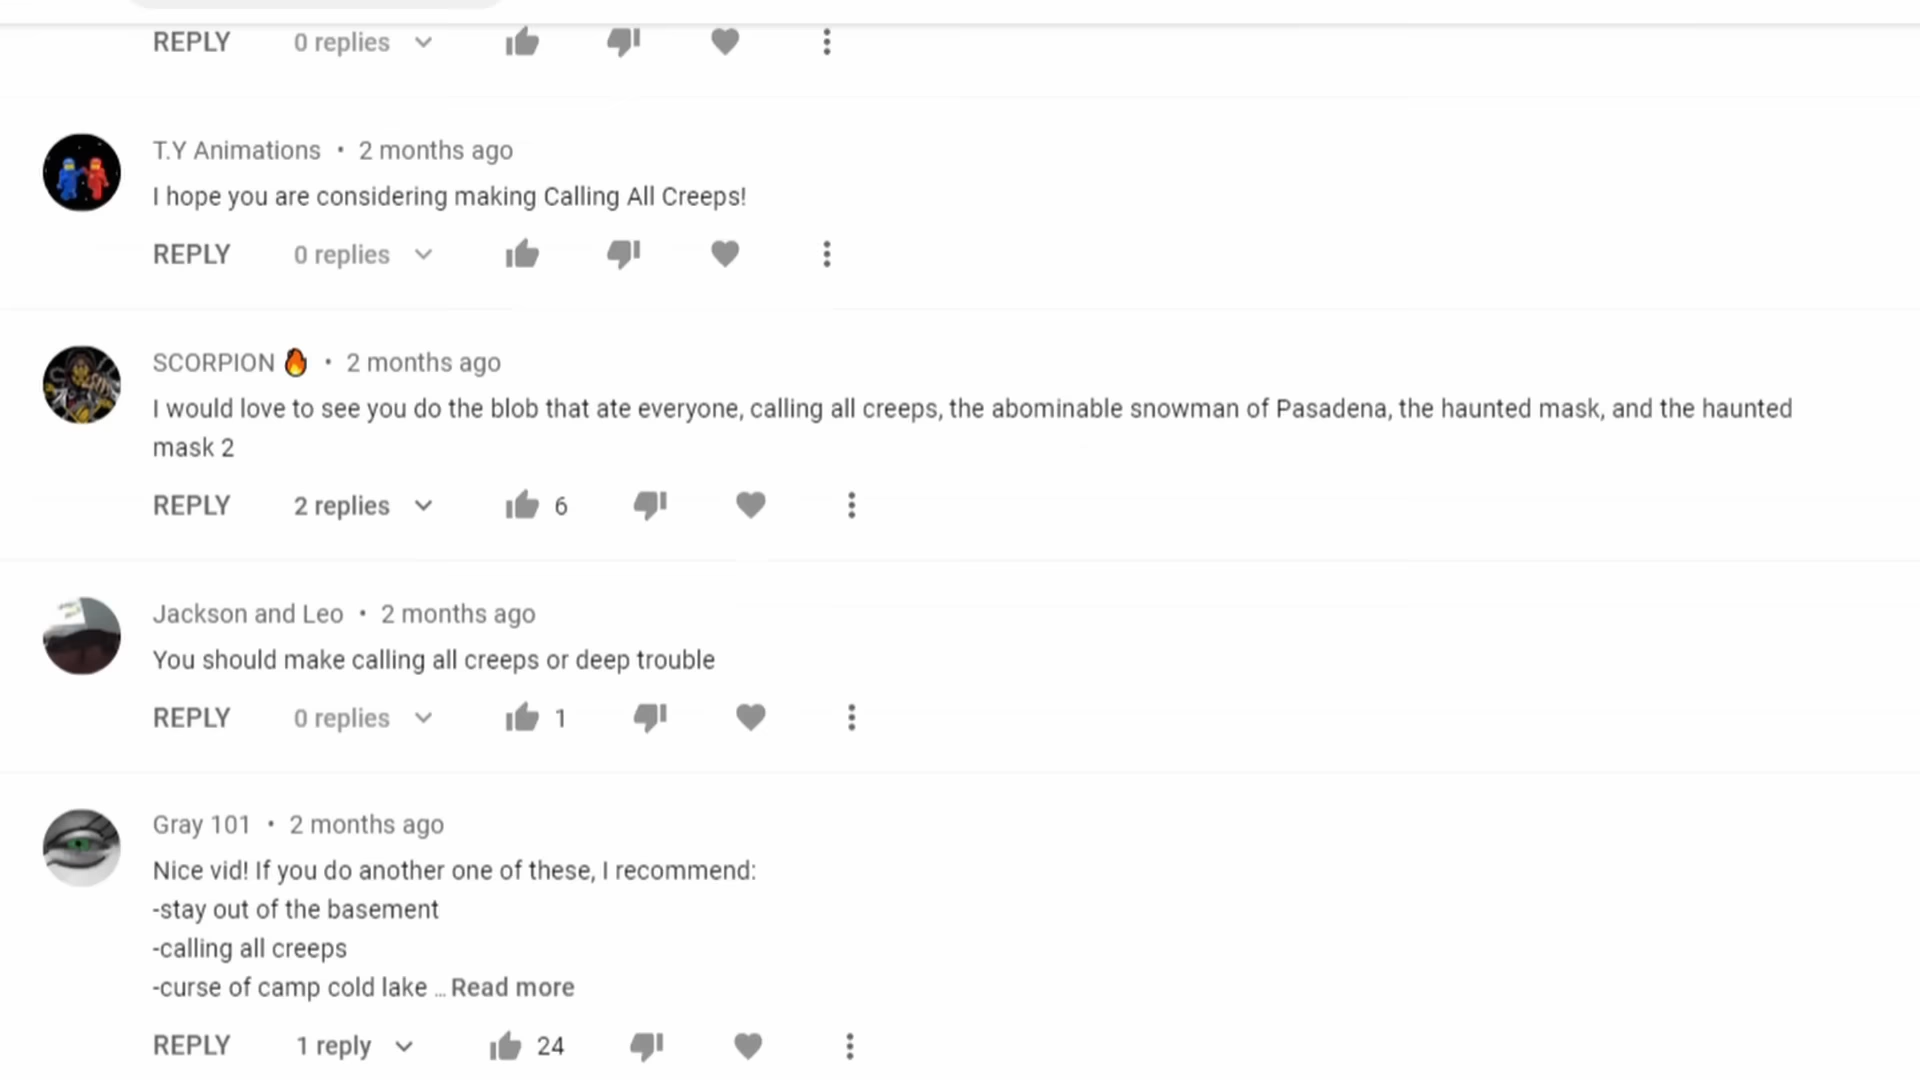 REPLY 0 replies
T.Y Animations • 2 months ago
I hope you are considering making Calling All Creeps!
REPLY 0 replies
SCORPION 🔥 • 2 months ago
I would love to see you do the blob that ate everyone, calling all creeps, the abominable snowman of Pasadena, the haunted mask, and the haunted
mask 2
REPLY 2 replies 6
Jackson and Leo • 2 months ago
You should make calling all creeps or deep trouble
REPLY 0 replies 1
Gray 101 • 2 months ago
Nice vid! If you do another one of these, I recommend:
-stay out of the basement
-calling all creeps
-curse of camp cold lake ... Read more
REPLY 1 reply 24